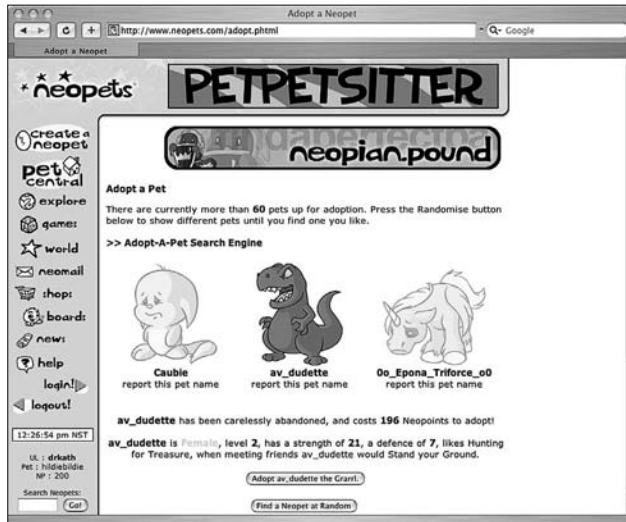 Adopt a Neopet
http://www.neopets.com/adopt.phtml
Google
Adopt a Neopet
neopets
PETPETSITTER
create a
neopet
pet
central
explore
games
world
neomail
shops
boards
news
help
login!
logout!
12:26:54 pm NST
UL : drkath
Pet : hildiebildie
NP : 200
Search Neopets:
Go!
neopian.pound
Adopt a Pet
There are currently more than 60 pets up for adoption. Press the Randomise button
below to show different pets until you find one you like.
>> Adopt-A-Pet Search Engine
Caubie
report this pet name
av_dudette
report this pet name
0o_Epona_Triforce_o0
report this pet name
av_dudette has been carelessly abandoned, and costs 196 Neopoints to adopt!
av_dudette is Female, level 2, has a strength of 21, a defence of 7, likes Hunting
for Treasure, when meeting friends av_dudette would Stand your Ground.
Adopt av_dudette the Grarrl.
Find a Neopet at Random